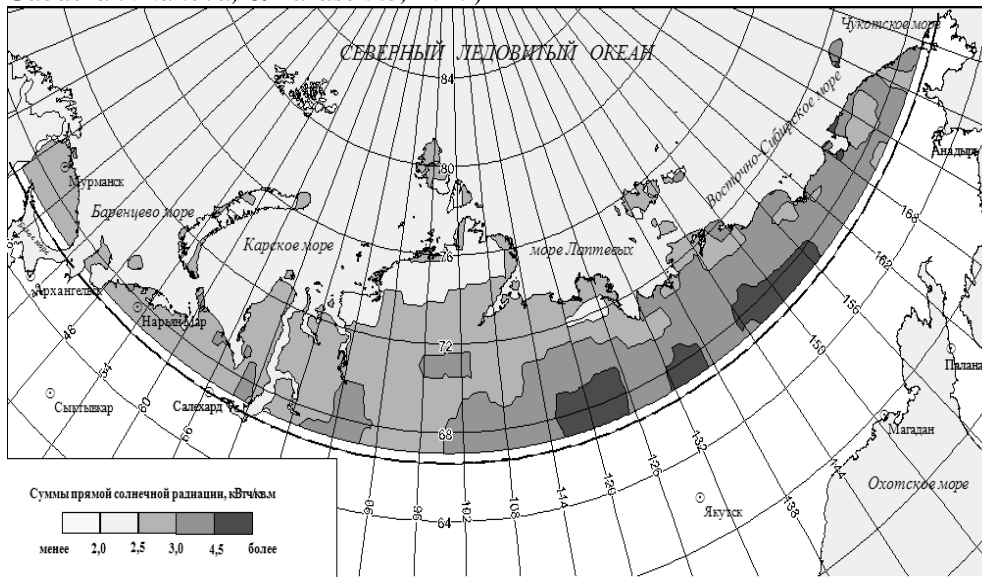 Чукотское море
СЕВЕРНЫЙ ЛЕДОВИТЫЙ ОКЕАН
84
Восточно-Сибирское море
Анадырь
80
Мурманск
Баренцево море
168
Карское море
76
море Лаптевых
162
Архангельск
156
Нарьян-Мар
46
72
150
Палана
54
Сыктывкар
60
Салехард
66
68
Магадан
144
132
126
120
114
108
102
96
64
Якутск
138
Охотское море
Суммы прямой солнечной радиации, кВтч/кв.м
менее 2,0 2,5 3,0 4,5 более